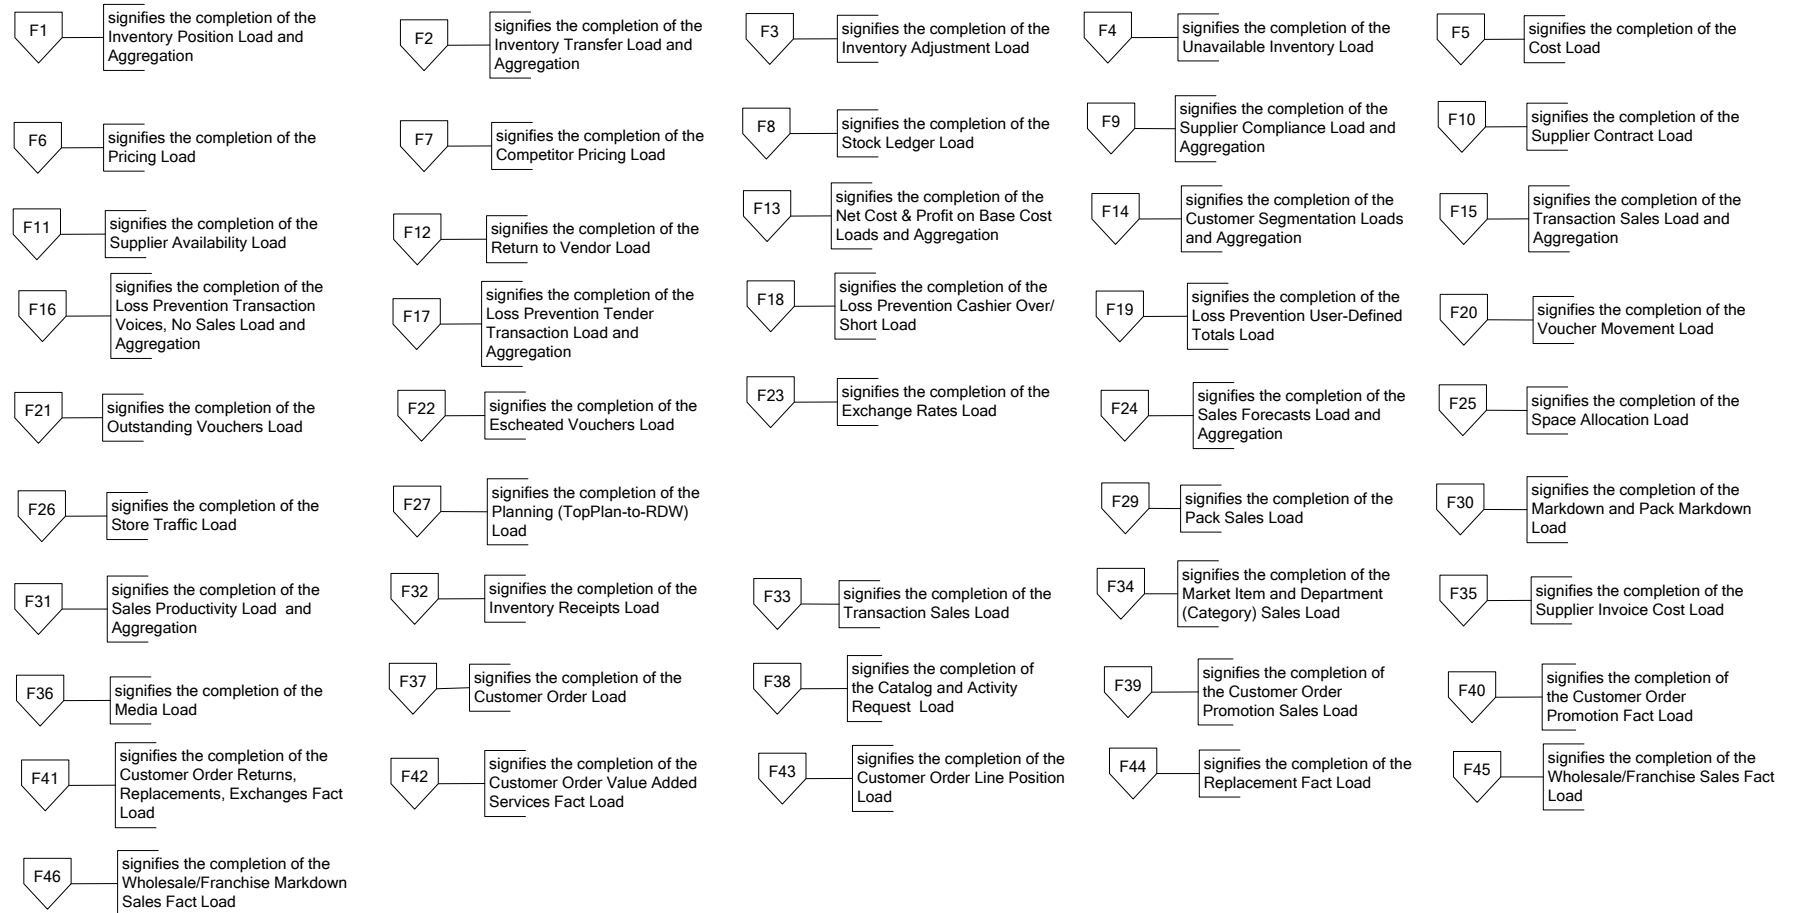 F1
signifies the completion of the
Inventory Position Load and
Aggregation
F2
signifies the completion of the
Inventory Transfer Load and
Aggregation
F3
signifies the completion of the
Inventory Adjustment Load
F4
signifies the completion of the
Unavailable Inventory Load
F5
signifies the completion of the
Cost Load
F6
signifies the completion of the
Pricing Load
F7
signifies the completion of the
Competitor Pricing Load
F8
signifies the completion of the
Stock Ledger Load
F9
signifies the completion of the
Supplier Compliance Load and
Aggregation
F10
signifies the completion of the
Supplier Contract Load
F11
signifies the completion of the
Supplier Availability Load
F12
signifies the completion of the
Return to Vendor Load
F13
signifies the completion of the
Net Cost & Profit on Base Cost
Loads and Aggregation
F14
signifies the completion of the
Customer Segmentation Loads
and Aggregation
F15
signifies the completion of the
Transaction Sales Load and
Aggregation
F16
signifies the completion of the
Loss Prevention Transaction
Voices, No Sales Load and
Aggregation
F17
signifies the completion of the
Loss Prevention Tender
Transaction Load and
Aggregation
F18
signifies the completion of the
Loss Prevention Cashier Over/
Short Load
F19
signifies the completion of the
Loss Prevention User-Defined
Totals Load
F20
signifies the completion of the
Voucher Movement Load
F21
signifies the completion of the
Outstanding Vouchers Load
F22
signifies the completion of the
Escheated Vouchers Load
F23
signifies the completion of the
Exchange Rates Load
F24
signifies the completion of the
Sales Forecasts Load and
Aggregation
F25
signifies the completion of the
Space Allocation Load
F26
signifies the completion of the
Store Traffic Load
F27
signifies the completion of the
Planning (TopPlan-to-RDW)
Load
F29
signifies the completion of the
Pack Sales Load
F30
signifies the completion of the
Markdown and Pack Markdown
Load
F31
signifies the completion of the
Sales Productivity Load and
Aggregation
F32
signifies the completion of the
Inventory Receipts Load
F33
signifies the completion of the
Transaction Sales Load
F34
signifies the completion of the
Market Item and Department
(Category) Sales Load
F35
signifies the completion of the
Supplier Invoice Cost Load
F36
signifies the completion of the
Media Load
F37
signifies the completion of the
Customer Order Load
F38
signifies the completion of
the Catalog and Activity
Request Load
F39
signifies the completion of
the Customer Order
Promotion Sales Load
F40
signifies the completion of
the Customer Order
Promotion Fact Load
F41
signifies the completion of the
Customer Order Returns,
Replacements, Exchanges Fact
Load
F42
signifies the completion of the
Customer Order Value Added
Services Fact Load
F43
signifies the completion of the
Customer Order Line Position
Load
F44
signifies the completion of the
Replacement Fact Load
F45
signifies the completion of the
Wholesale/Franchise Sales Fact
Load
F46
signifies the completion of the
Wholesale/Franchise Markdown
Sales Fact Load